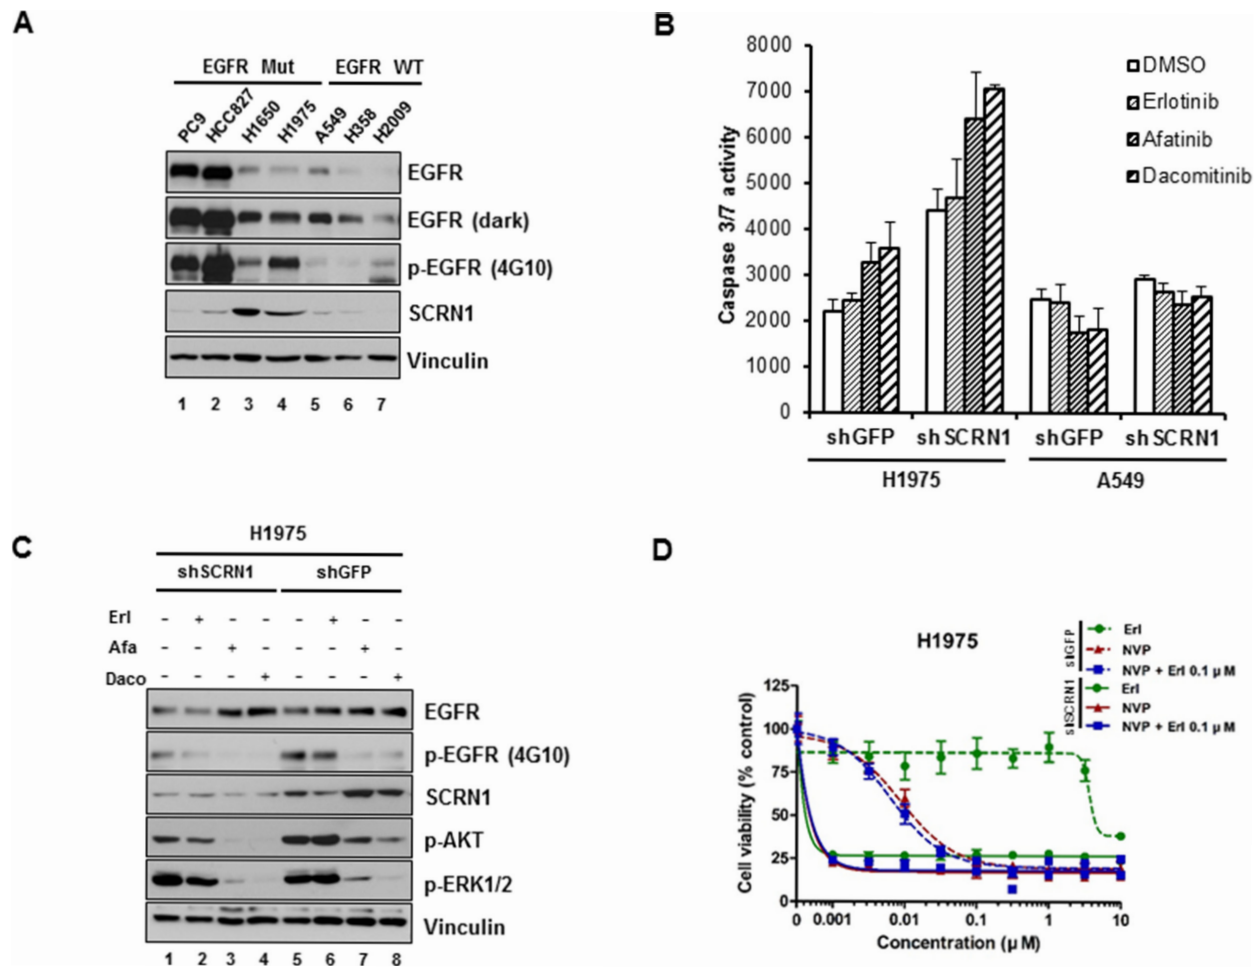 A
EGFR Mut EGFR WT
PC9 HCC827 H1650 H1975 A549 H358 H2009
EGFR
EGFR (dark)
p-EGFR (4G10)
SCRN1
Vinculin
1 2 3 4 5 6 7
B
8000
7000
6000
5000
4000
3000
2000
1000
0
Caspase 3/7 activity
DMSO
Erlotinib
Afatinib
Dacomitinib
shGFP shSCRN1 shGFP shSCRN1
H1975 A549
C
H1975
shSCRN1 shGFP
Erl - + - - - + - -
Afa - - + - - - + -
Daco - - - + - - - +
EGFR
p-EGFR (4G10)
SCRN1
p-AKT
p-ERK1/2
Vinculin
1 2 3 4 5 6 7 8
D
H1975
shGFP
Erl
NVP
NVP + Erl 0.1 µM
shSCRN1
Erl
NVP
NVP + Erl 0.1 µM
125
100
75
50
25
0
Cell viability (% control)
0 0.001 0.01 0.1 1 10
Concentration (µM)